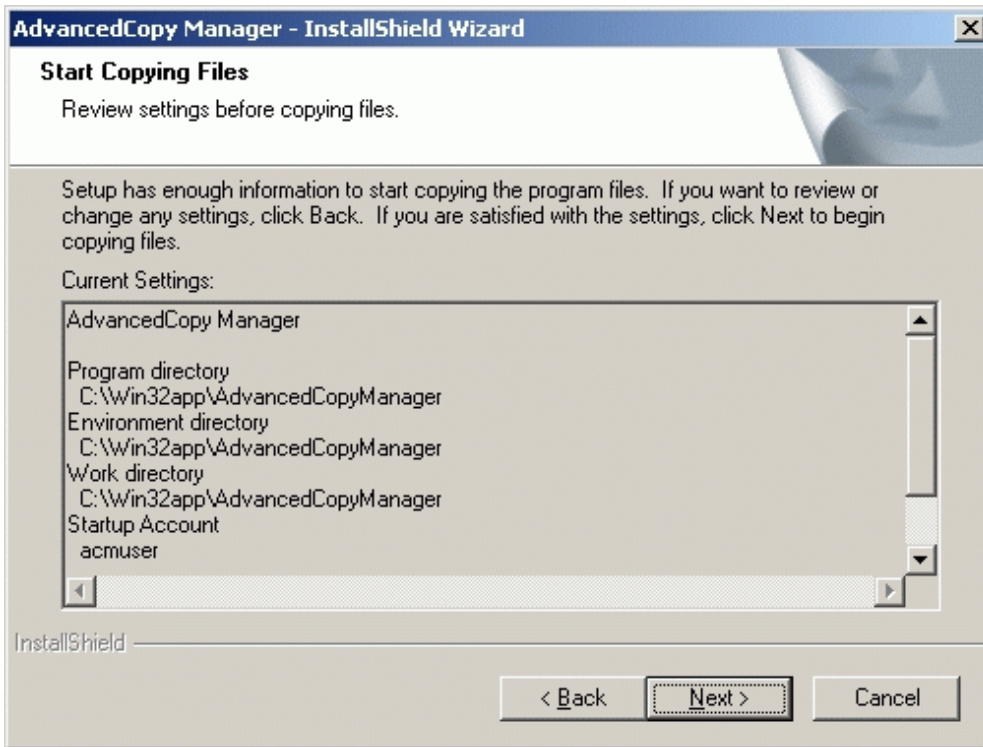 AdvancedCopy Manager - InstallShield Wizard
Start Copying Files
Review settings before copying files.
Setup has enough information to start copying the program files.  If you want to review or
change any settings, click Back.  If you are satisfied with the settings, click Next to begin
copying files.
Current Settings:
AdvancedCopy Manager
Program directory
C:\Win32app\AdvancedCopyManager
Environment directory
C:\Win32app\AdvancedCopyManager
Work directory
C:\Win32app\AdvancedCopyManager
Startup Account
acmuser
InstallShield
< Back
Next >
Cancel